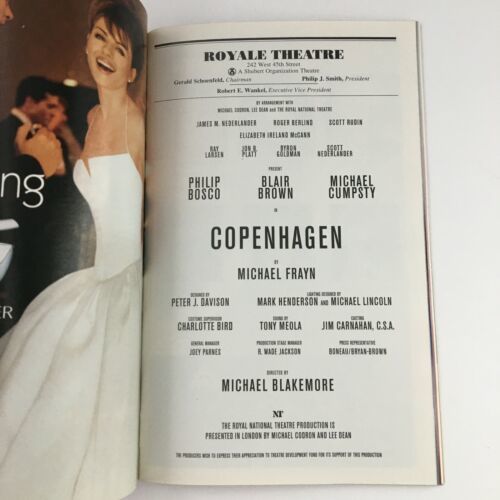 ng
ER
ROYALE THEATRE
242 West 45th Street
A Shubert Organization Theatre
Gerald Schoenfeld, Chairman Philip J. Smith, President
Robert E. Wankel, Executive Vice President
BY ARRANGEMENT WITH
MICHAEL CODRON, LEE DEAN and THE ROYAL NATIONAL THEATRE
JAMES M. NEDERLANDER ROGER BERLIND SCOTT RUDIN
ELIZABETH IRELAND McCANN
RAY LARSEN JON B. PLATT BYRON GOLDMAN SCOTT NEDERLANDER
PRESENT
PHILIP BOSCO BLAIR BROWN MICHAEL CUMPSTY
in
COPENHAGEN
BY
MICHAEL FRAYN
DESIGNED BY LIGHTING DESIGNED BY
PETER J. DAVISON MARK HENDERSON AND MICHAEL LINCOLN
COSTUME SUPERVISOR SOUND BY CASTING
CHARLOTTE BIRD TONY MEOLA JIM CARNAHAN, C.S.A.
GENERAL MANAGER PRODUCTION STAGE MANAGER PRESS REPRESENTATIVE
JOEY PARNES R. WADE JACKSON BONEAU/BRYAN-BROWN
DIRECTED BY
MICHAEL BLAKEMORE
NT
THE ROYAL NATIONAL THEATRE PRODUCTION IS
PRESENTED IN LONDON BY MICHAEL CODRON AND LEE DEAN
THE PRODUCERS WISH TO EXPRESS THEIR APPRECIATION TO THEATRE DEVELOPMENT FUND FOR ITS SUPPORT OF THIS PRODUCTION